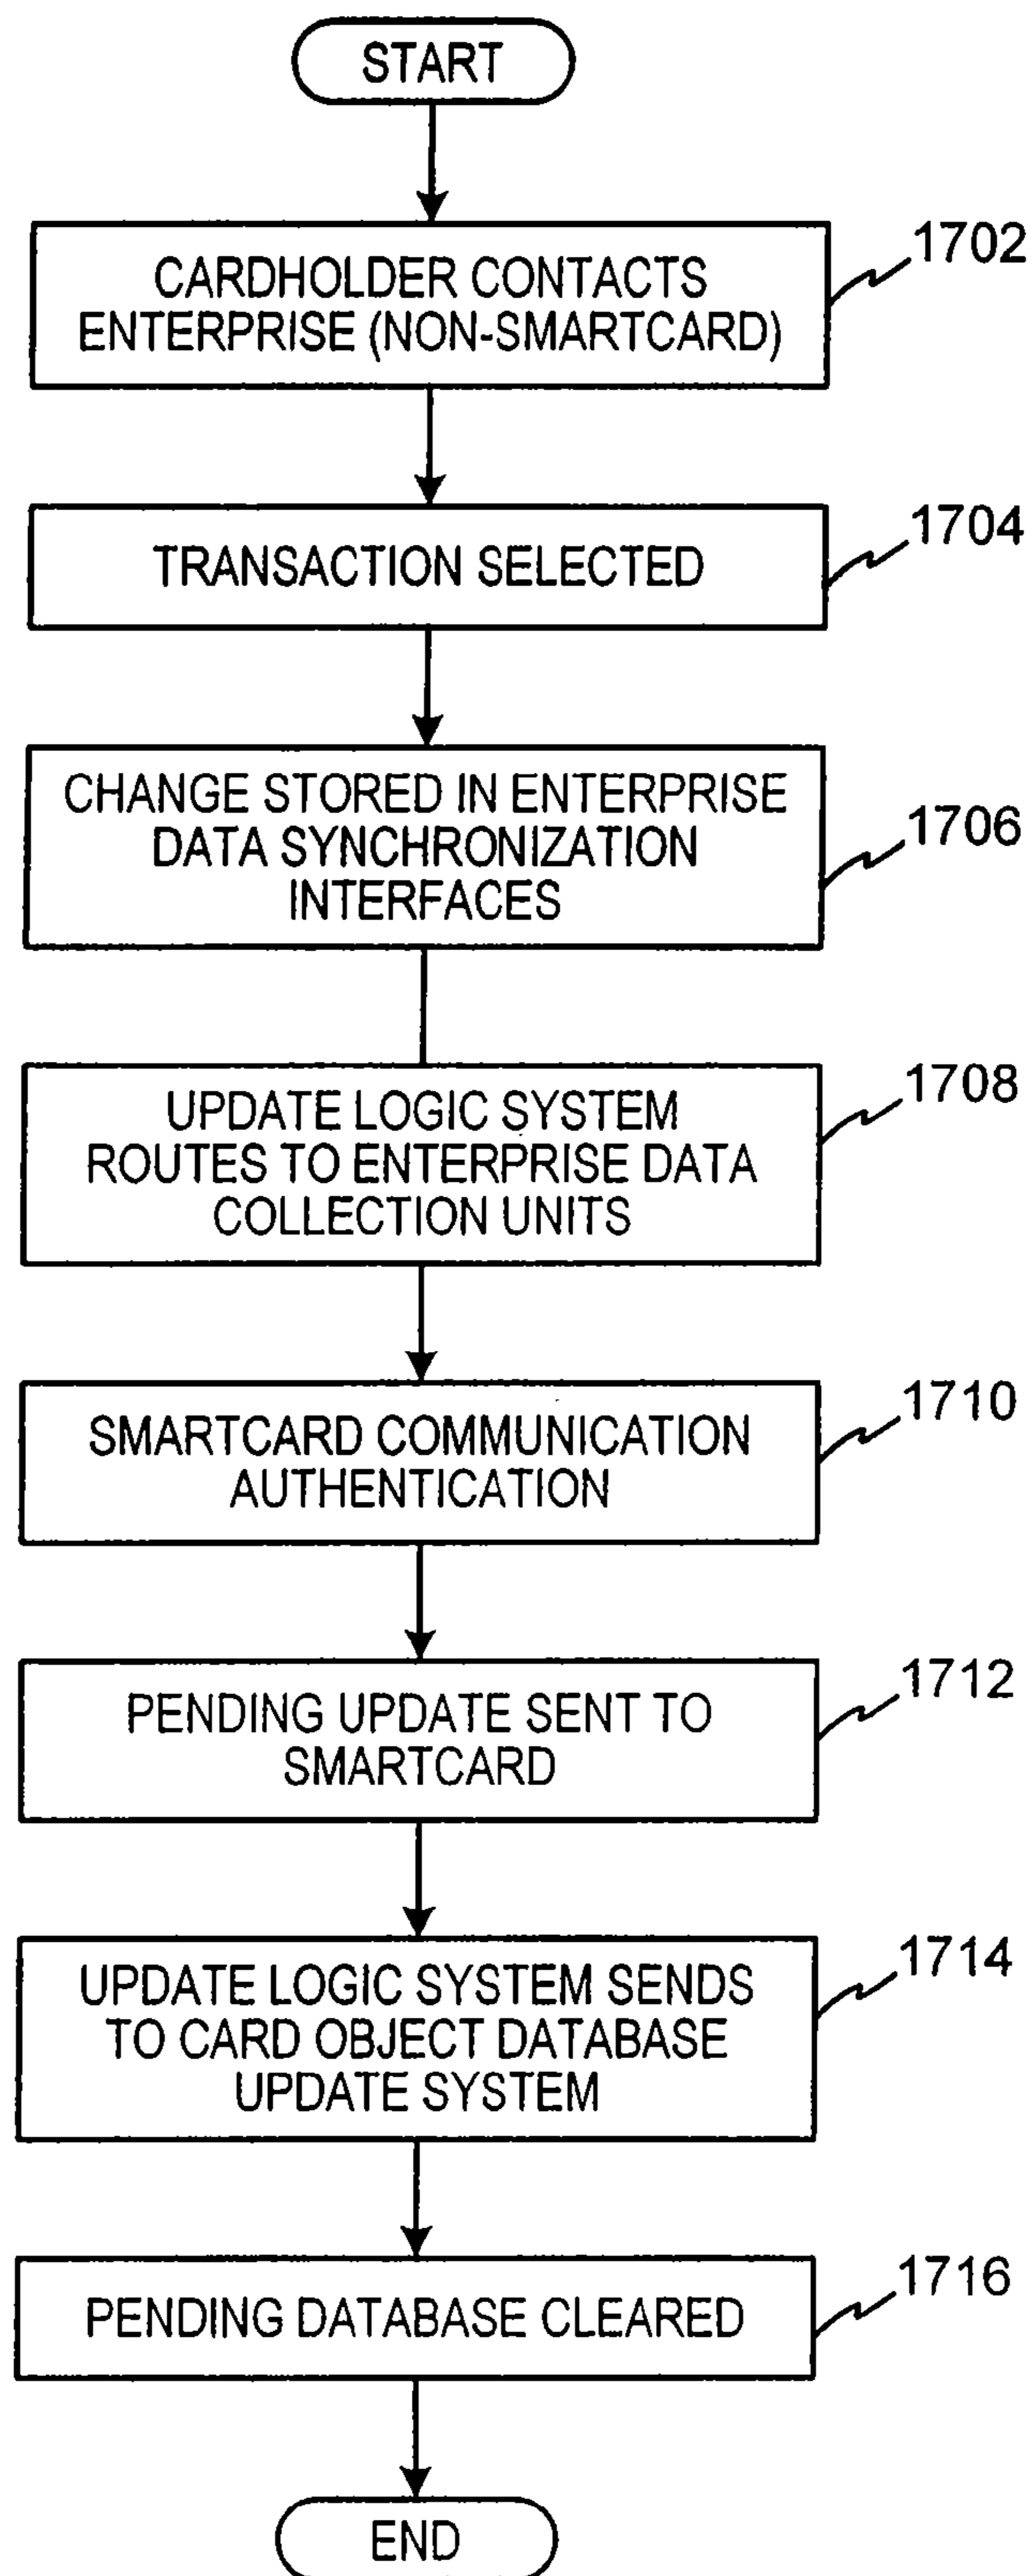 START
CARDHOLDER CONTACTS
ENTERPRISE (NON-SMARTCARD)
1702
TRANSACTION SELECTED
1704
CHANGE STORED IN ENTERPRISE
DATA SYNCHRONIZATION
INTERFACES
1706
UPDATE LOGIC SYSTEM
ROUTES TO ENTERPRISE DATA
COLLECTION UNITS
1708
SMARTCARD COMMUNICATION
AUTHENTICATION
1710
PENDING UPDATE SENT TO
SMARTCARD
1712
UPDATE LOGIC SYSTEM SENDS
TO CARD OBJECT DATABASE
UPDATE SYSTEM
1714
PENDING DATABASE CLEARED
1716
END